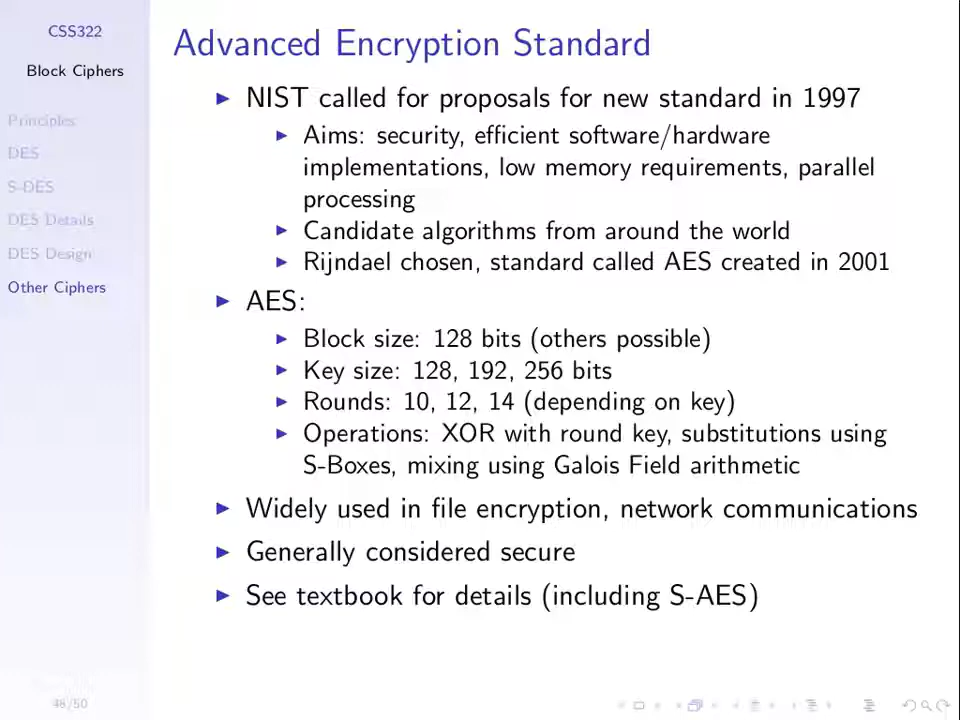 CSS322
Block Ciphers
Principles
DES
S-DES
DES Details
DES Design
Other Ciphers
Advanced Encryption Standard
NIST called for proposals for new standard in 1997
Aims: security, efficient software/hardware
implementations, low memory requirements, parallel
processing
Candidate algorithms from around the world
Rijndael chosen, standard called AES created in 2001
AES:
Block size: 128 bits (others possible)
Key size: 128, 192, 256 bits
Rounds: 10, 12, 14 (depending on key)
Operations: XOR with round key, substitutions using
S-Boxes, mixing using Galois Field arithmetic
Widely used in file encryption, network communications
Generally considered secure
See textbook for details (including S-AES)
48/50